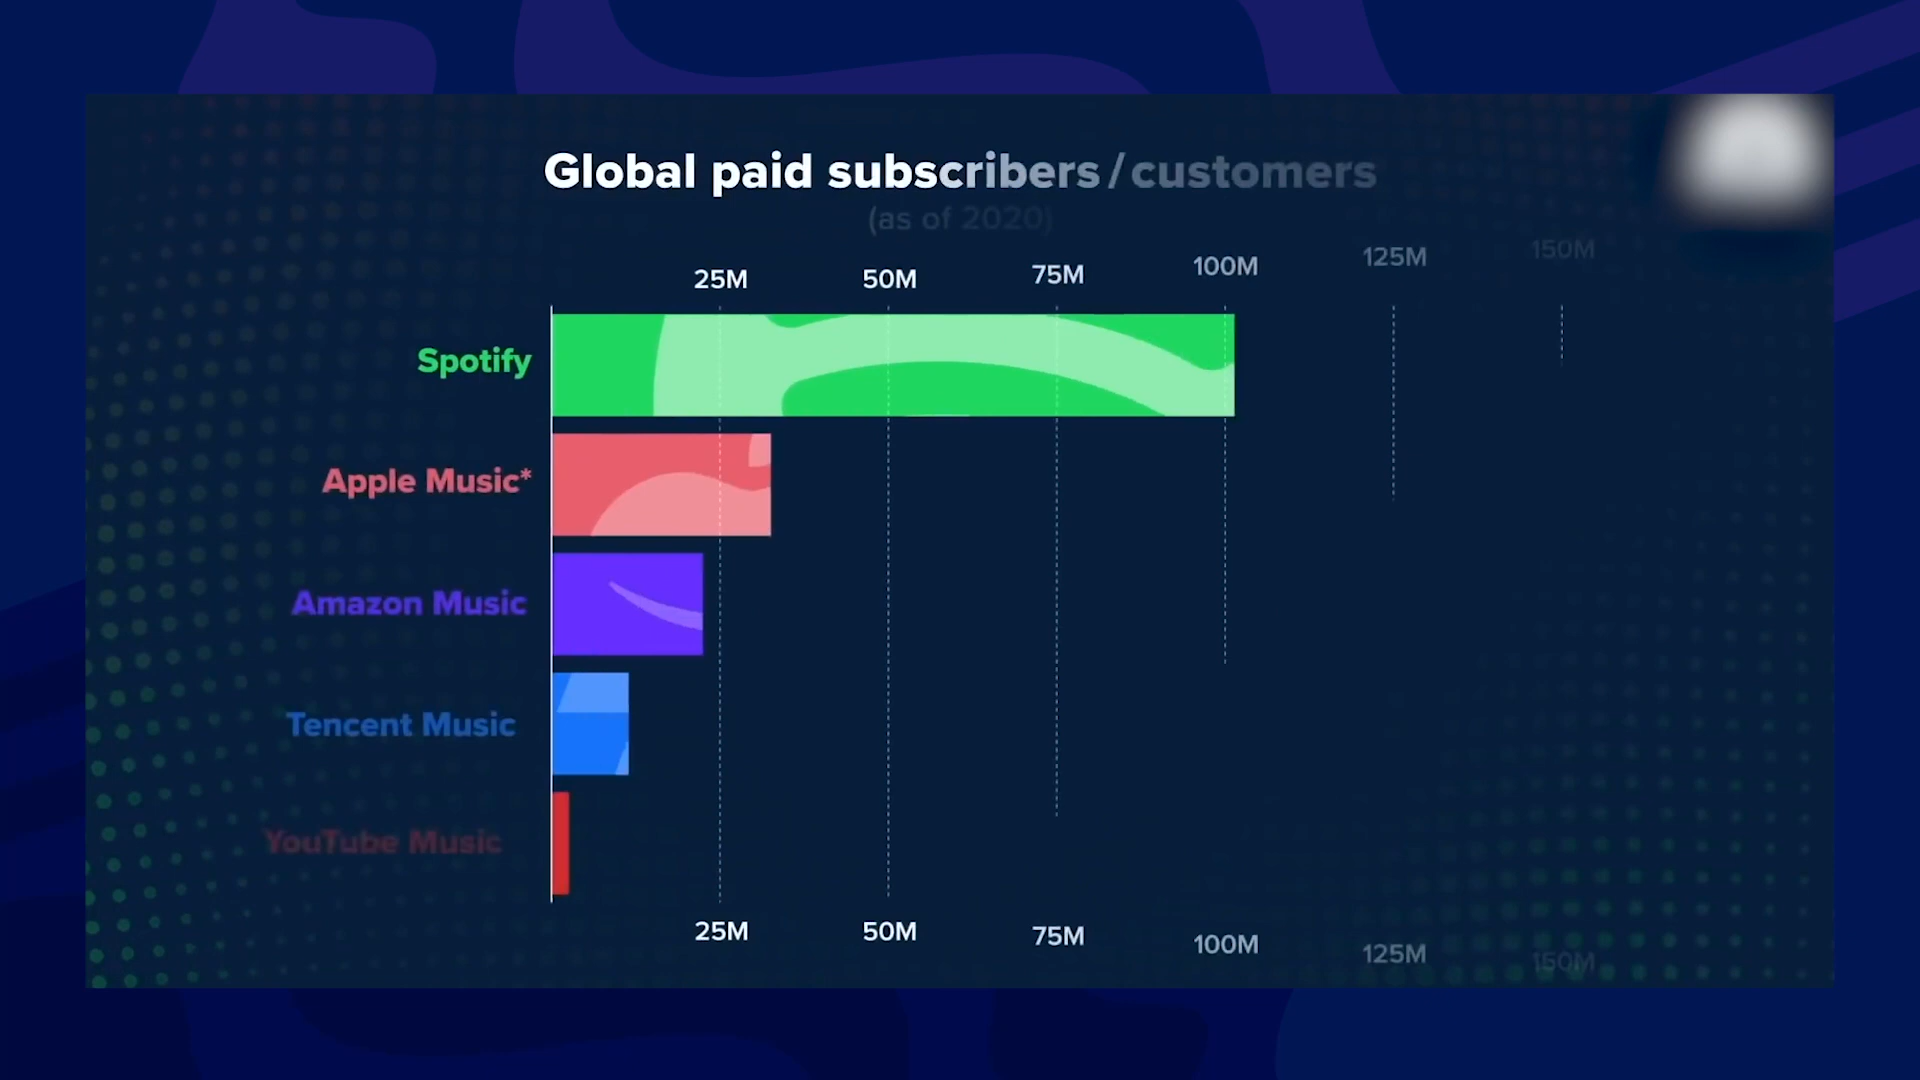 Global paid subscribers / customers
(as of 2020)
25M 50M 75M 100M 125M 150M
Spotify
Apple Music*
Amazon Music
Tencent Music
YouTube Music
25M 50M 75M 100M 125M 150M